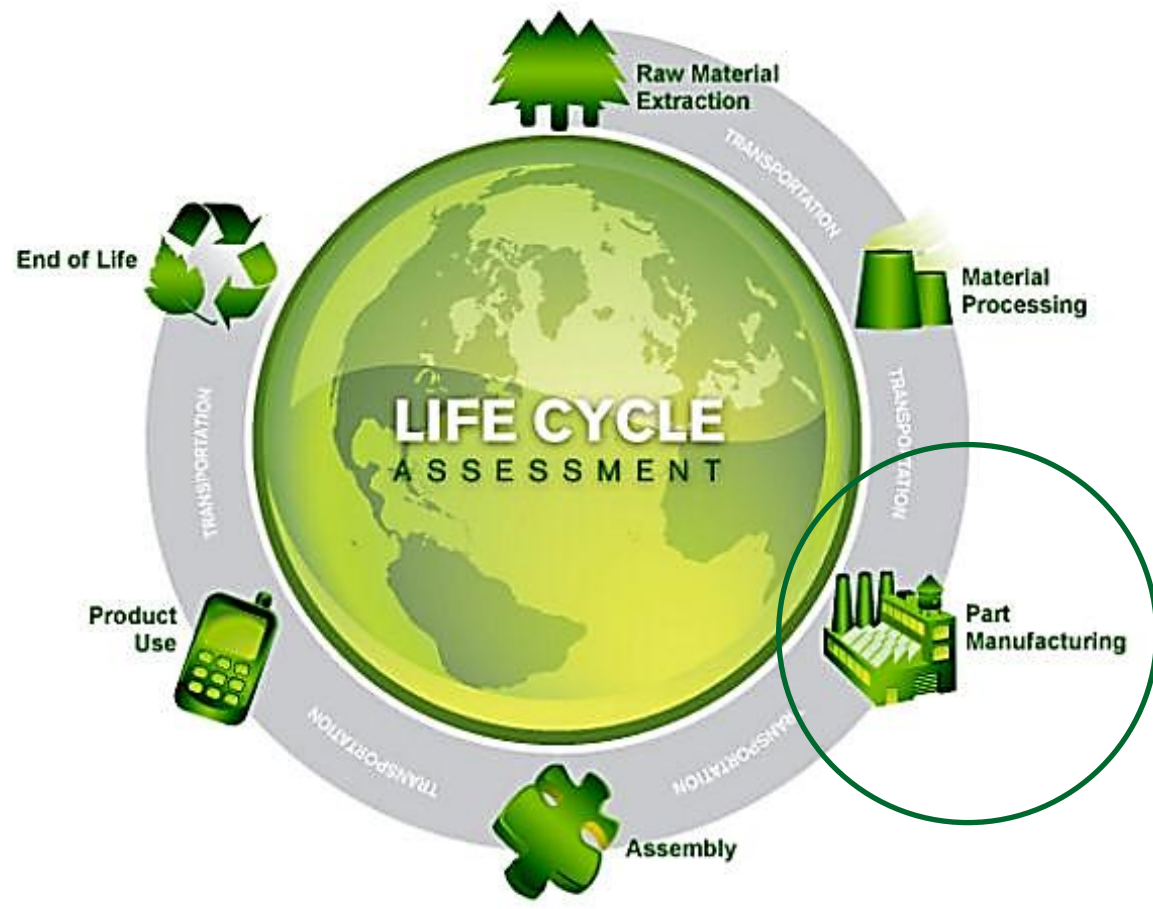 Raw Material
Extraction
TRANSPORTATION
Material
Processing
TRANSPORTATION
Part
Manufacturing
TRANSPORTATION
Assembly
TRANSPORTATION
Product
Use
TRANSPORTATION
End of Life
LIFE CYCLE
ASSESSMENT